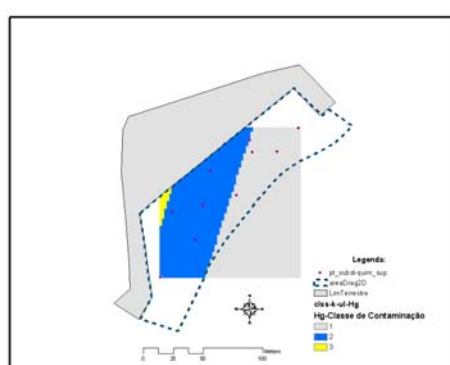 Legenda:
pt_subst-quim_sup
areaDrag2D
LimTerrestre
clss-k-ul-Hg
Hg-Classe de Contaminação
1
2
3
0 25 50 100
Meters